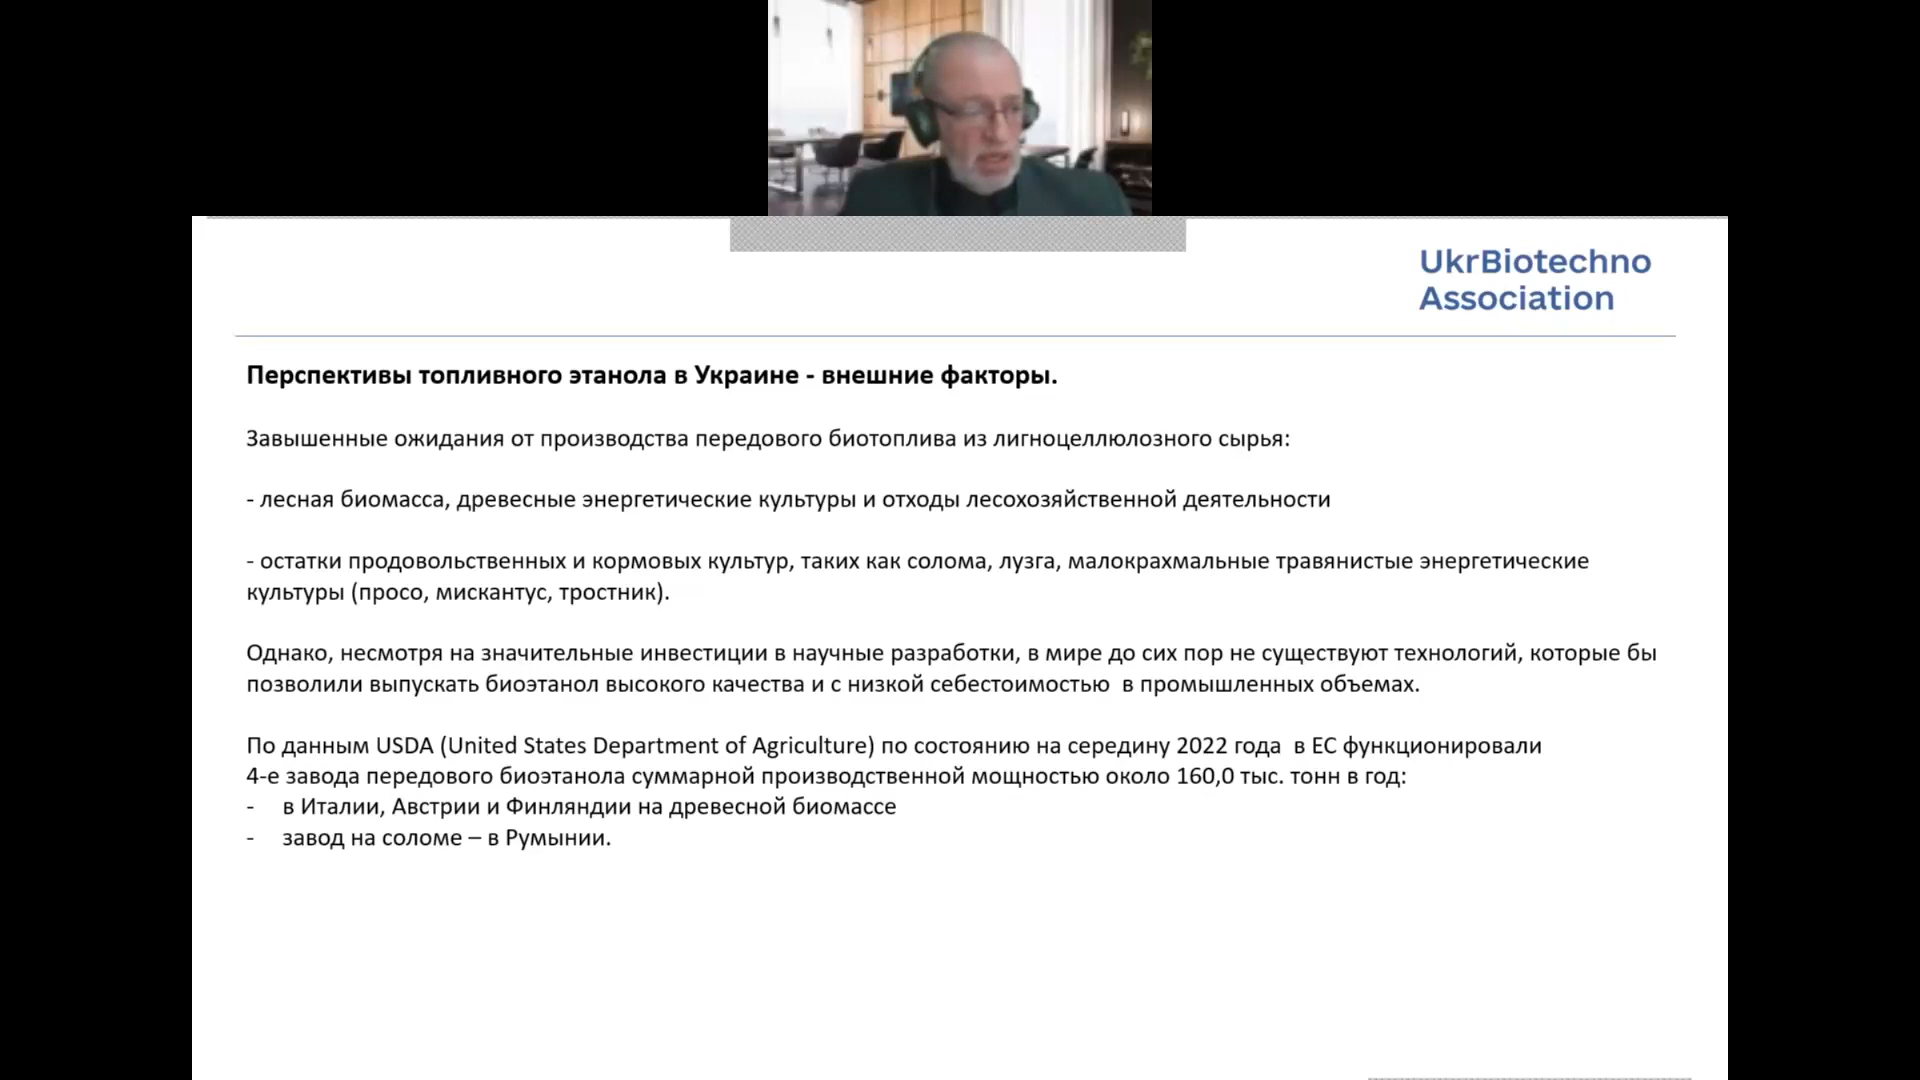 UkrBiotechno
Association
Перспективы топливного этанола в Украине - внешние факторы.
Завышенные ожидания от производства передового биотоплива из лигноцеллюлозного сырья:
- лесная биомасса, древесные энергетические культуры и отходы лесохозяйственной деятельности
- остатки продовольственных и кормовых культур, таких как солома, лузга, малокрахмальные травянистые энергетические
культуры (просо, мискантус, тростник).
Однако, несмотря на значительные инвестиции в научные разработки, в мире до сих пор не существуют технологий, которые бы
позволили выпускать биоэтанол высокого качества и с низкой себестоимостью  в промышленных объемах.
По данным USDA (United States Department of Agriculture) по состоянию на середину 2022 года  в ЕС функционировали
4-е завода передового биоэтанола суммарной производственной мощностью около 160,0 тыс. тонн в год:
- в Италии, Австрии и Финляндии на древесной биомассе
- завод на соломе – в Румынии.